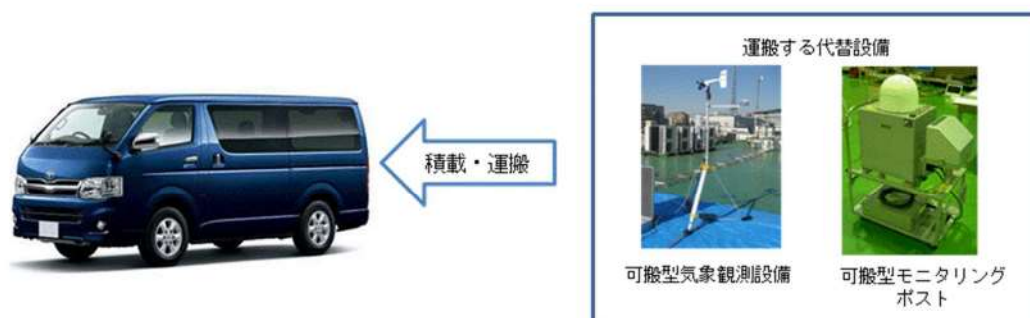 運搬する代替設備
積載・運搬
可搬型気象観測設備
可搬型モニタリング
ポスト